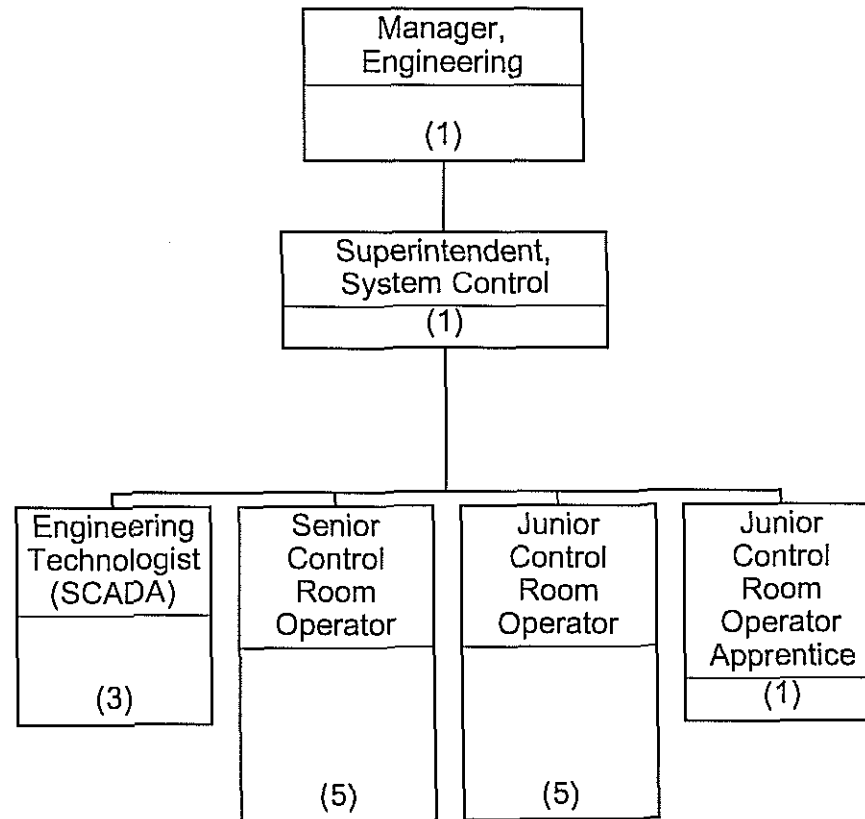 Manager,
Engineering
(1)
Superintendent,
System Control
(1)
Engineering
Technologist
(SCADA)
(3)
Senior
Control
Room
Operator
(5)
Junior
Control
Room
Operator
(5)
Junior
Control
Room
Operator
Apprentice
(1)